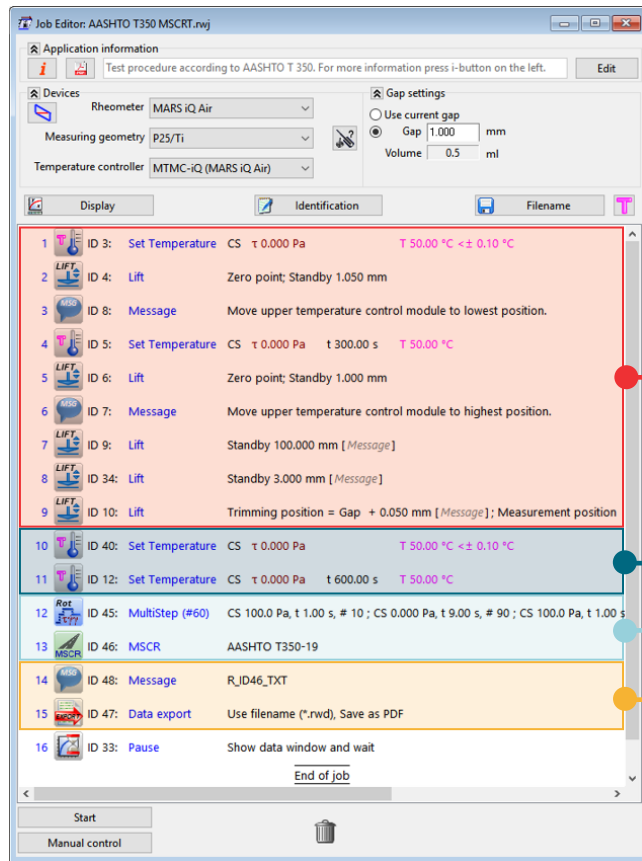 Job Editor: AASHTO T350 MSCRT.rwj
Application information
Test procedure according to AASHTO T 350. For more information press i-button on the left.
Edit
Devices
Rheometer MARS iQ Air
Measuring geometry P25/Ti
Temperature controller MTMC-iQ (MARS iQ Air)
Gap settings
Use current gap
Gap 1.000 mm
Volume 0.5 ml
Display Identification Filename T
1 T ID 3: Set Temperature CS τ 0.000 Pa T 50.00 °C <± 0.10 °C
2 LIFT ID 4: Lift Zero point; Standby 1.050 mm
3 MSG ID 8: Message Move upper temperature control module to lowest position.
4 T ID 5: Set Temperature CS τ 0.000 Pa t 300.00 s T 50.00 °C
5 LIFT ID 6: Lift Zero point; Standby 1.000 mm
6 MSG ID 7: Message Move upper temperature control module to highest position.
7 LIFT ID 9: Lift Standby 100.000 mm [Message]
8 LIFT ID 34: Lift Standby 3.000 mm [Message]
9 LIFT ID 10: Lift Trimming position = Gap + 0.050 mm [Message]; Measurement position
10 T ID 40: Set Temperature CS τ 0.000 Pa T 50.00 °C <± 0.10 °C
11 T ID 12: Set Temperature CS τ 0.000 Pa t 600.00 s T 50.00 °C
12 Rot ID 45: MultiStep (#60) CS 100.0 Pa, t 1.00 s, # 10 ; CS 0.000 Pa, t 9.00 s, # 90 ; CS 100.0 Pa, t 1.00 s
13 MSCR ID 46: MSCR AASHTO T350-19
14 MSG ID 48: Message R_ID46_TXT
15 EXPORT ID 47: Data export Use filename (*.rwd), Save as PDF
16 ID 33: Pause Show data window and wait
End of job
Start
Manual control